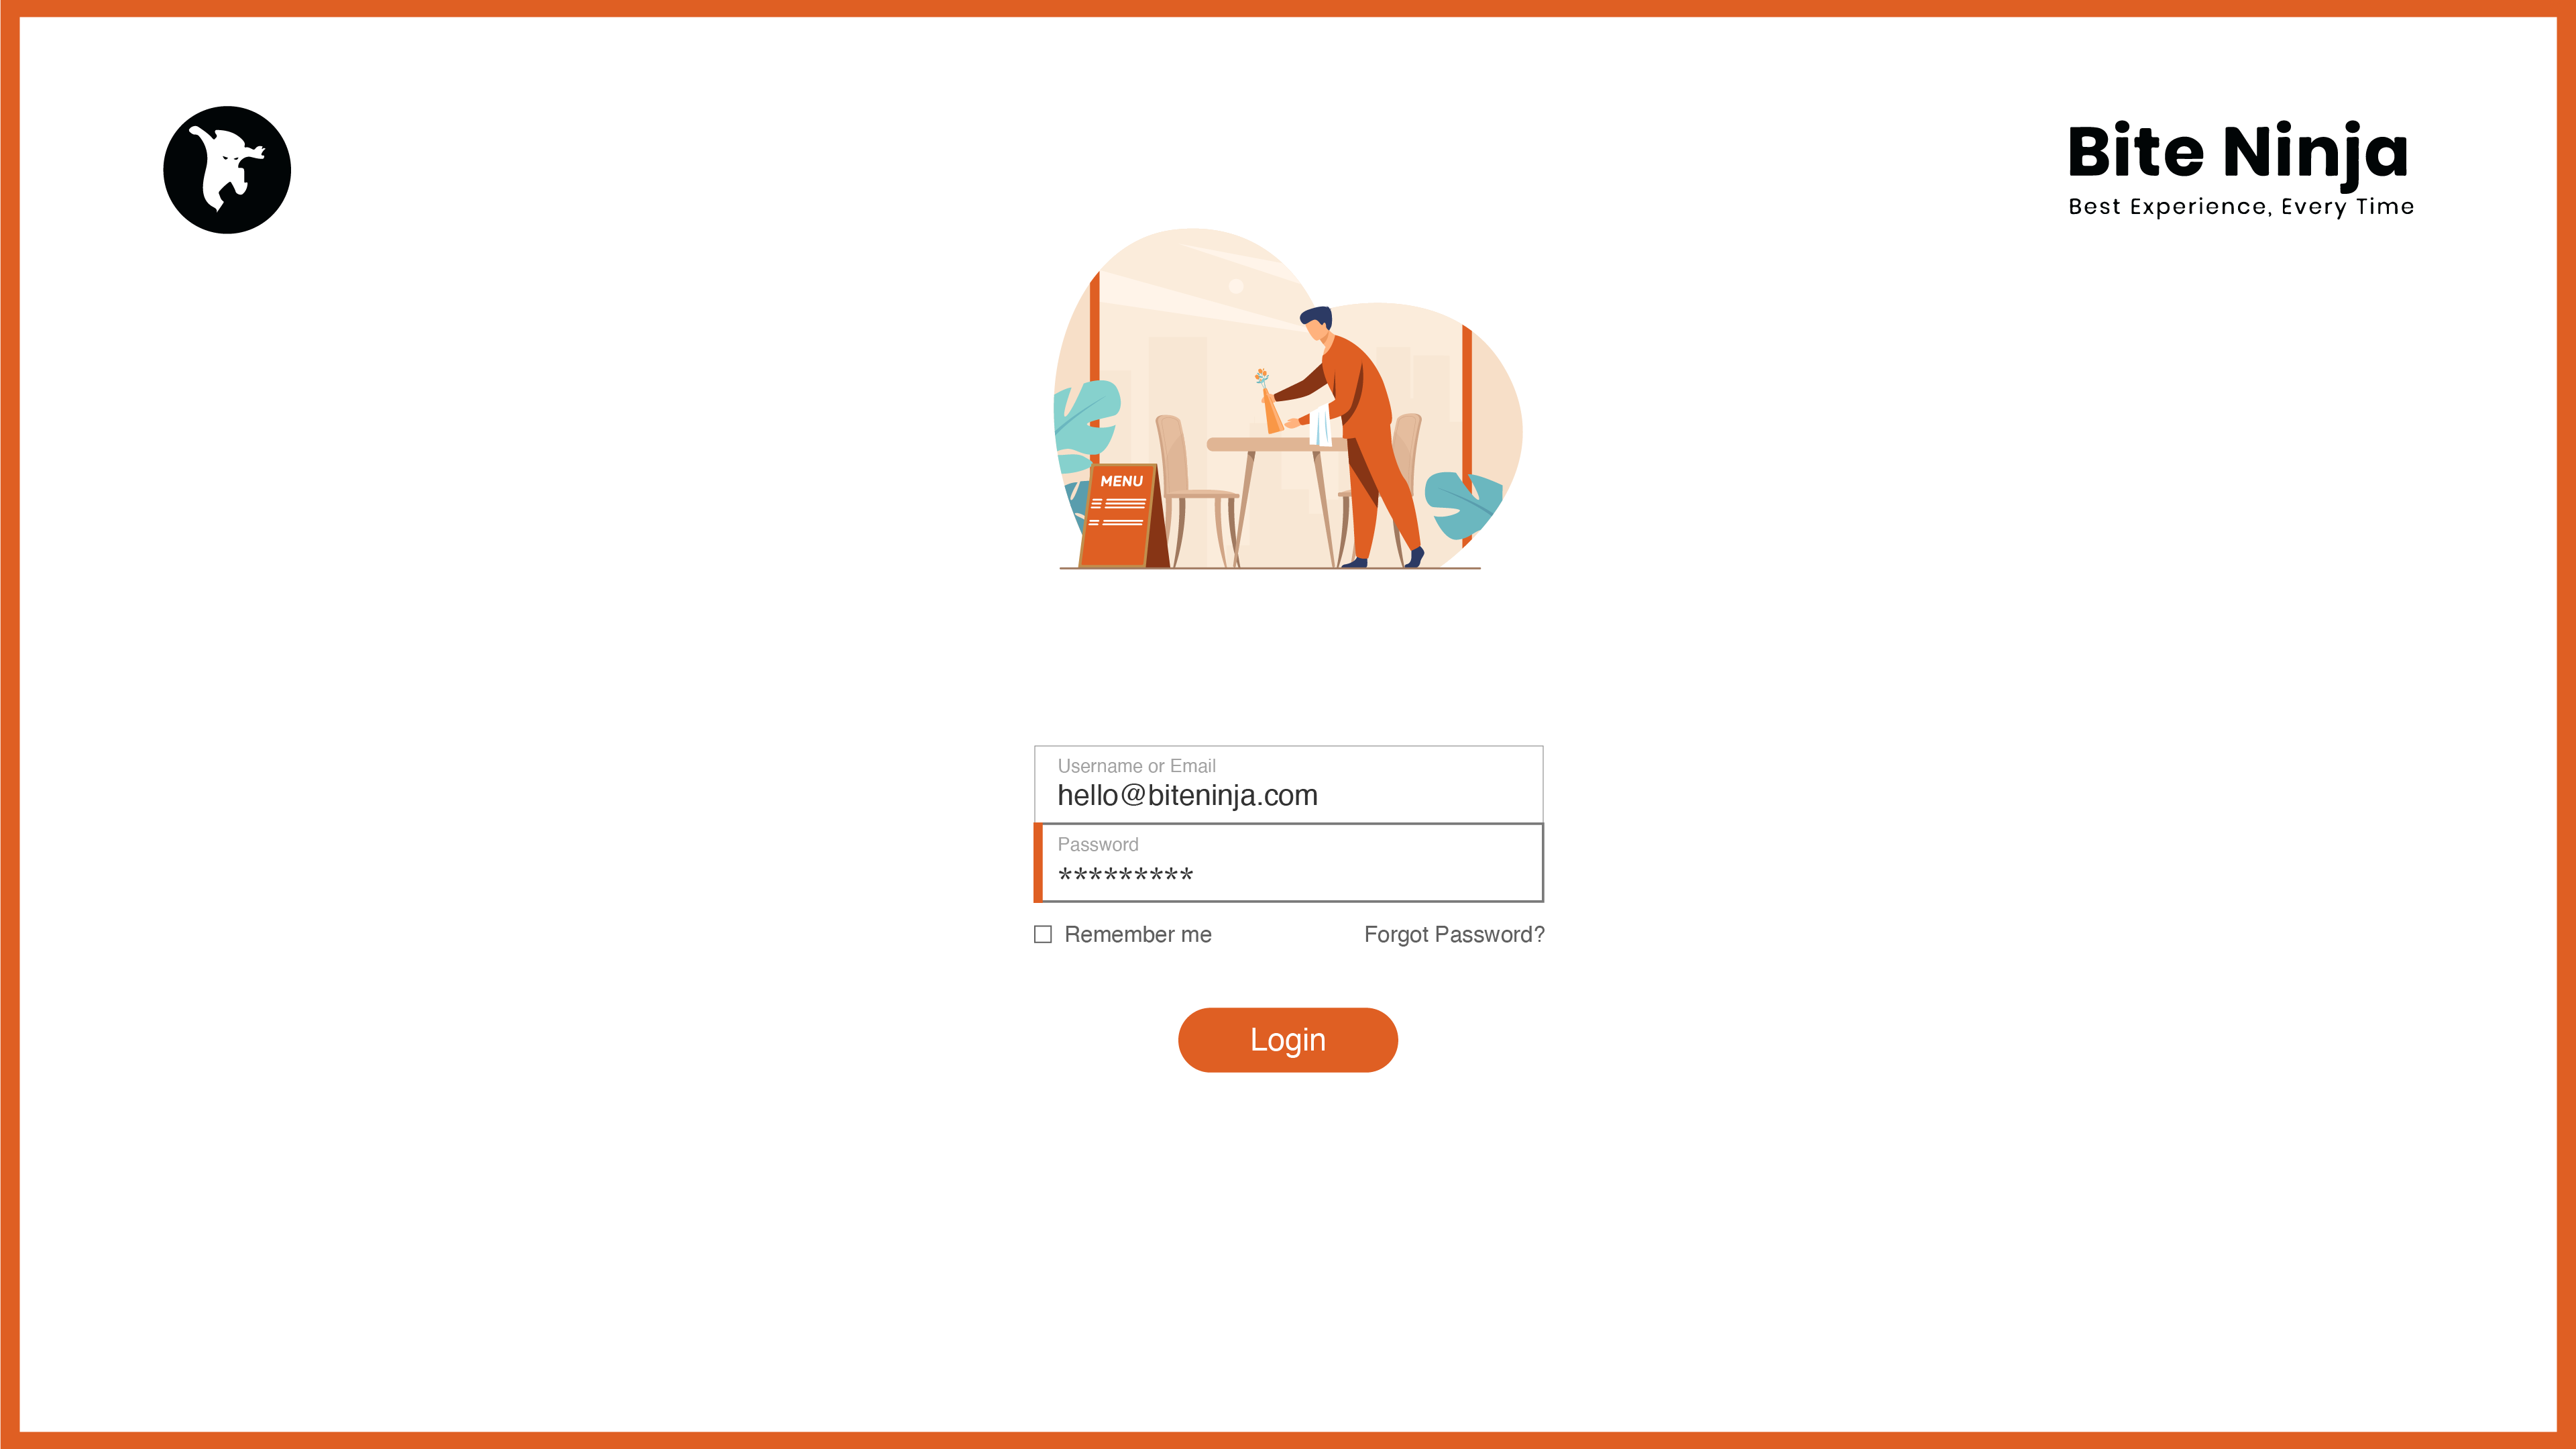 Bite Ninja
Best Experience, Every Time
MENU
Username or Email
hello@biteninja.com
Password
*********
Remember me
Forgot Password?
Login